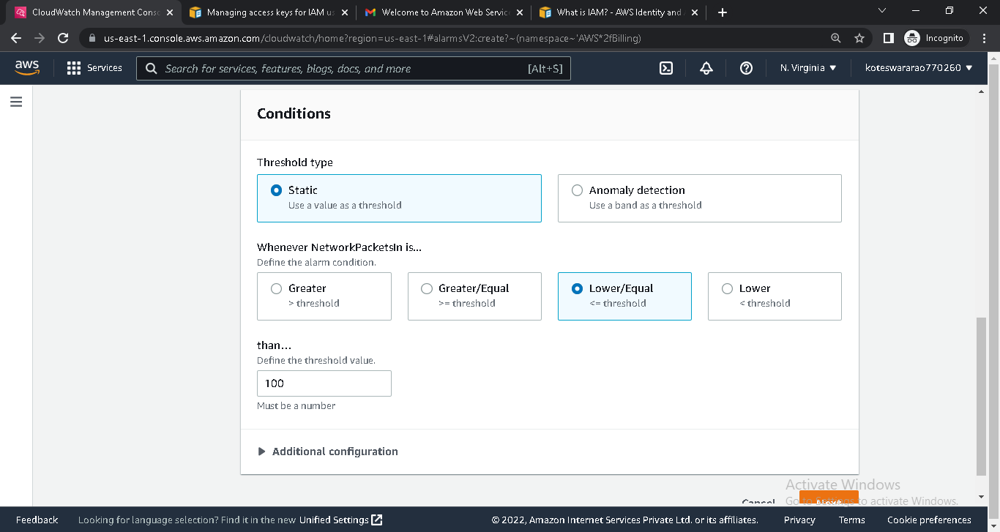 CloudWatch Management Conso
Managing access keys for IAM us
Welcome to Amazon Web Service
What is IAM? - AWS Identity and
us-east-1.console.aws.amazon.com/cloudwatch/home?region=us-east-1#alarmsV2:create?~(namespace~'AWS*2fBilling)
Incognito
aws
Services
Search for services, features, blogs, docs, and more
[Alt+S]
N. Virginia
koteswararao770260
Conditions
Threshold type
Static
Use a value as a threshold
Anomaly detection
Use a band as a threshold
Whenever NetworkPacketsIn is...
Define the alarm condition.
Greater
> threshold
Greater/Equal
>= threshold
Lower/Equal
<= threshold
Lower
< threshold
than...
Define the threshold value.
100
Must be a number
Additional configuration
Cancel
Next
Activate Windows
Go to Settings to activate Windows.
Feedback
Looking for language selection? Find it in the new Unified Settings
© 2022, Amazon Internet Services Private Ltd. or its affiliates.
Privacy
Terms
Cookie preferences